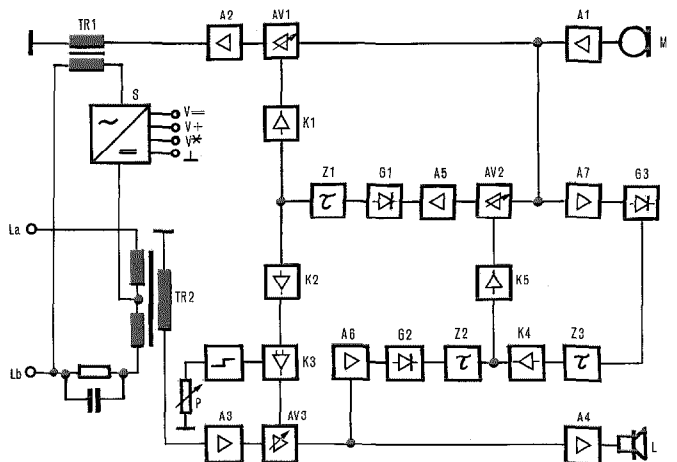 TR1 A2 AV1 A1
M
S
V=
V+
V*
⊥
K1
Z1 G1 A5 AV2 A7 G3
τ
La
K2 K5
TR2
A6 G2 Z2 K4 Z3
τ τ
K3
Lb
P
A3 AV3 A4
L